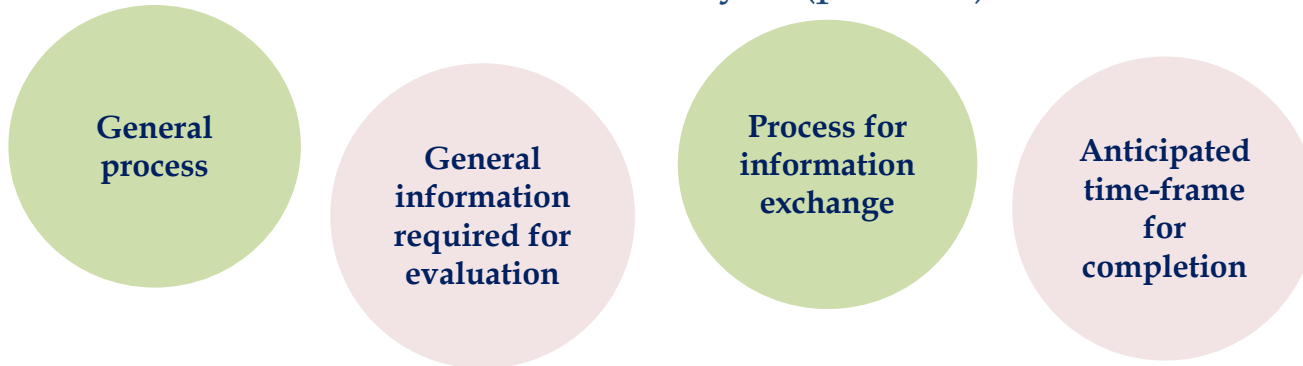 General
process
General
information
required for
evaluation
Process for
information
exchange
Anticipated
time-frame
for
completion